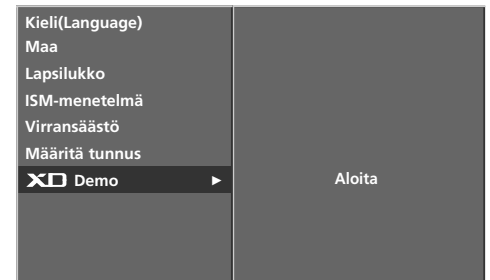 Kieli(Language)
Maa
Lapsilukko
ISM-menetelmä
Virransäästö
Määritä tunnus
XD Demo ► Aloita